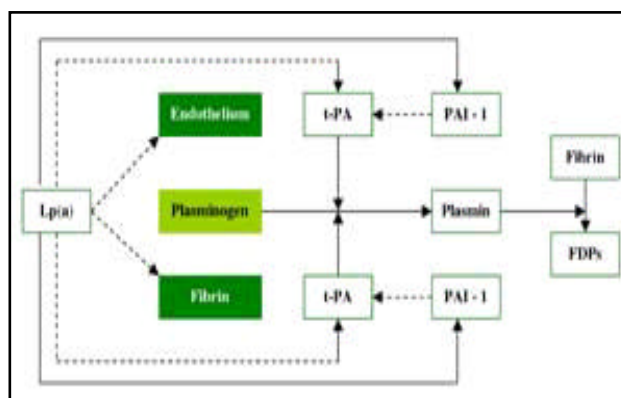 Endothelium
t-PA
PAI - 1
Fibrin
Lp(a)
Plasminogen
Plasmin
FDPs
Fibrin
t-PA
PAI - 1